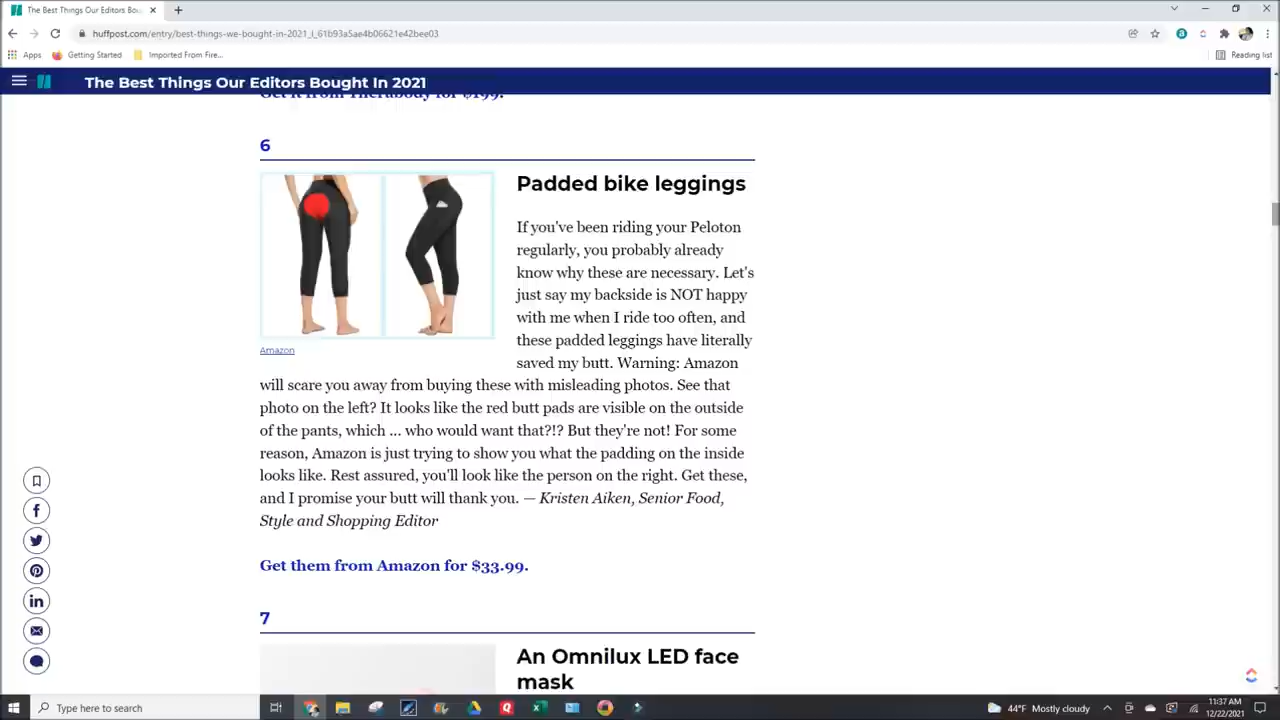 The Best Things Our Editors Bough
huffpost.com/entry/best-things-we-bought-in-2021_l_61b93a5ae4b06621e42bee03
Apps
Getting Started
Imported From Fire...
Reading list
The Best Things Our Editors Bought In 2021
Get it from Therabody for $199.
6
Padded bike leggings
If you've been riding your Peloton
regularly, you probably already
know why these are necessary. Let's
just say my backside is NOT happy
with me when I ride too often, and
these padded leggings have literally
saved my butt. Warning: Amazon
Amazon
will scare you away from buying these with misleading photos. See that
photo on the left? It looks like the red butt pads are visible on the outside
of the pants, which ... who would want that?!? But they're not! For some
reason, Amazon is just trying to show you what the padding on the inside
looks like. Rest assured, you'll look like the person on the right. Get these,
and I promise your butt will thank you. — Kristen Aiken, Senior Food,
Style and Shopping Editor
Get them from Amazon for $33.99.
7
An Omnilux LED face
mask
Type here to search
44°F Mostly cloudy
11:37 AM
12/22/2021